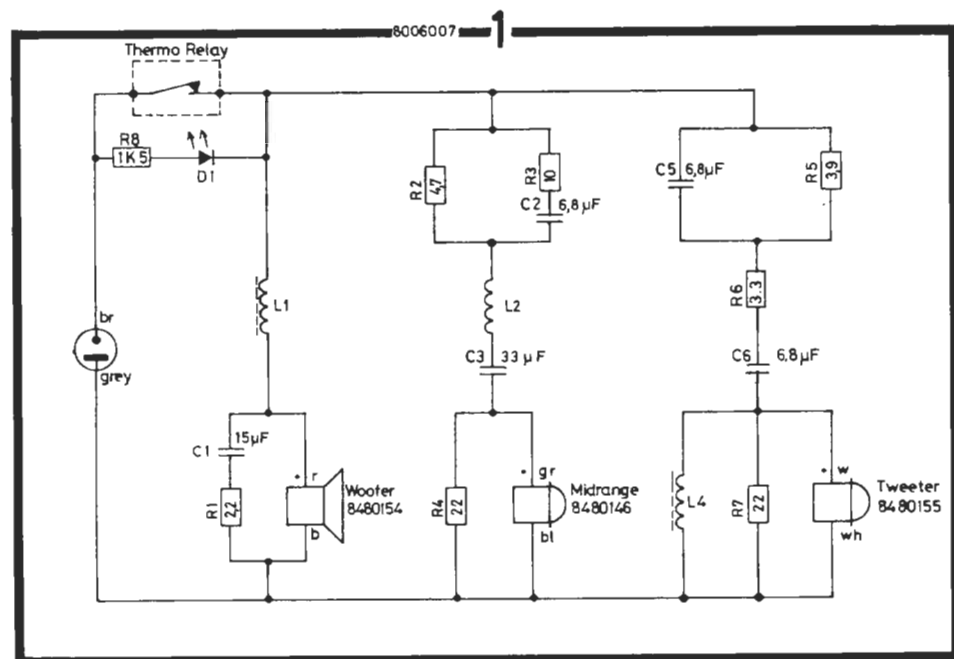 8006007
1
Thermo Relay
R8
1K5
D1
R2
4,7
R3
10
C2
6,8µF
C5
6,8µF
R5
3,9
L1
L2
R6
3.3
br
grey
C3
33µF
C6
6,8µF
15µF
C1
R1
2,2
r
b
Woofer
8480154
R4
22
gr
bl
Midrange
8480146
L4
R7
22
w
wh
Tweeter
8480155